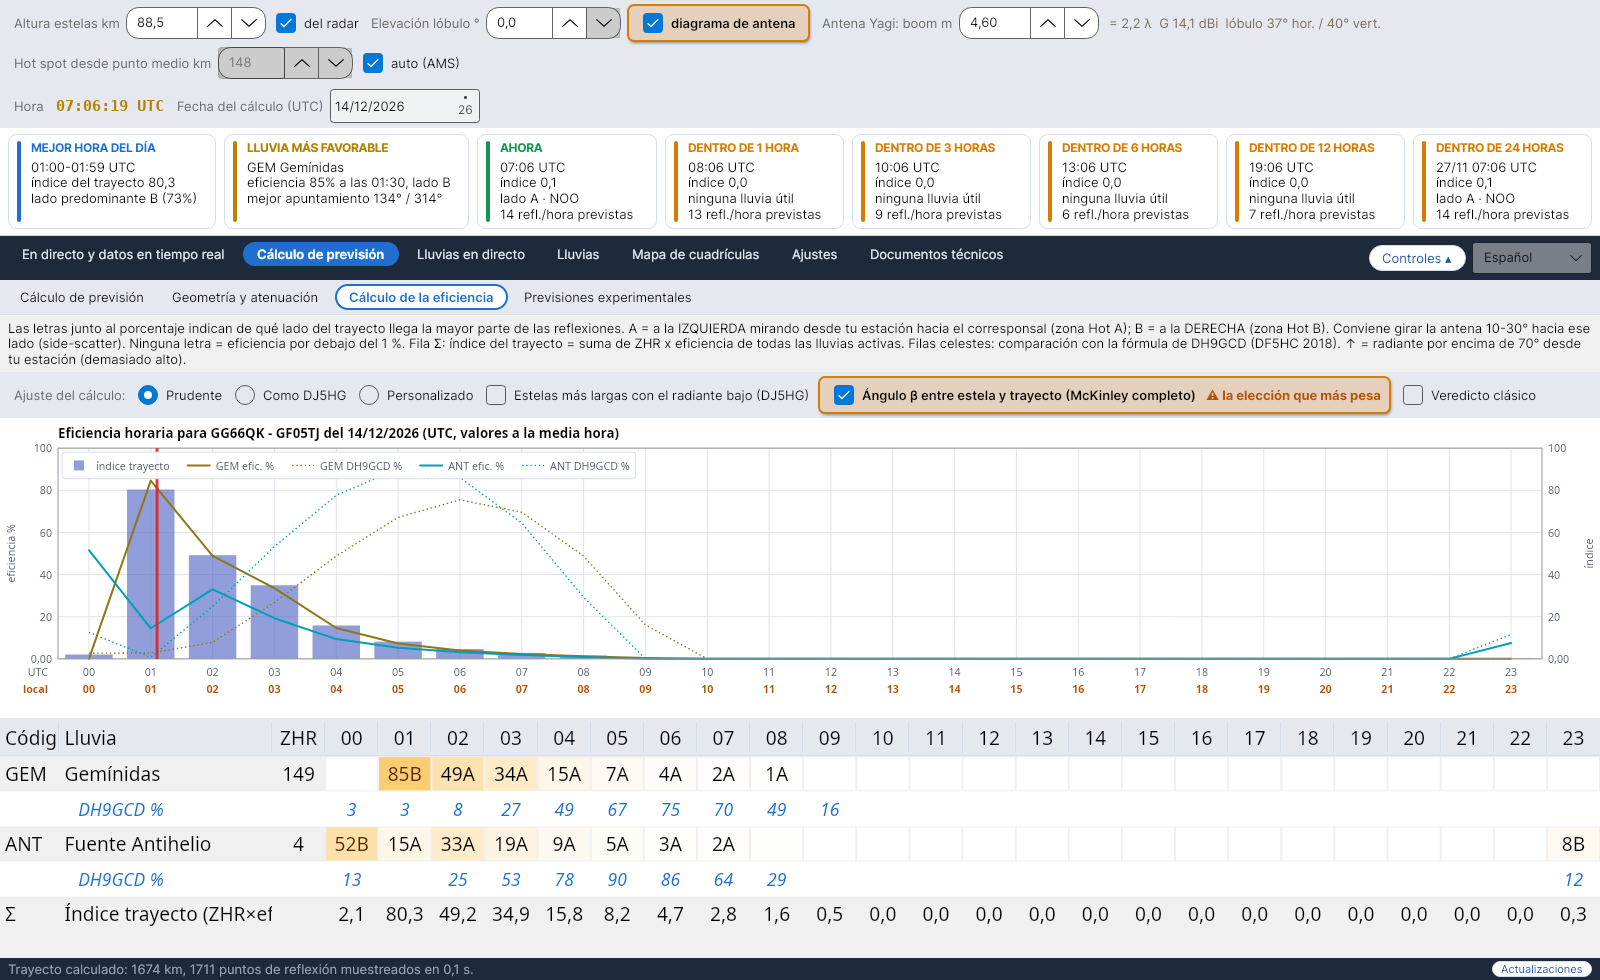 Altura estelas km 88,5 del radar Elevación lóbulo ° 0,0 diagrama de antena Antena Yagi: boom m 4,60 = 2,2 λ G 14,1 dBi lóbulo 37° hor. / 40° vert.
Hot spot desde punto medio km 148 auto (AMS)
Hora 07:06:19 UTC Fecha del cálculo (UTC) 14/12/2026 26
MEJOR HORA DEL DÍA
01:00-01:59 UTC
índice del trayecto 80,3
lado predominante B (73%)
LLUVIA MÁS FAVORABLE
GEM Gemínidas
eficiencia 85% a las 01:30, lado B
mejor apuntamiento 134° / 314°
AHORA
07:06 UTC
índice 0,1
lado A · NOO
14 refl./hora previstas
DENTRO DE 1 HORA
08:06 UTC
índice 0,0
ninguna lluvia útil
13 refl./hora previstas
DENTRO DE 3 HORAS
10:06 UTC
índice 0,0
ninguna lluvia útil
9 refl./hora previstas
DENTRO DE 6 HORAS
13:06 UTC
índice 0,0
ninguna lluvia útil
6 refl./hora previstas
DENTRO DE 12 HORAS
19:06 UTC
índice 0,0
ninguna lluvia útil
7 refl./hora previstas
DENTRO DE 24 HORAS
27/11 07:06 UTC
índice 0,1
lado A · NOO
14 refl./hora previstas
En directo y datos en tiempo real Cálculo de previsión Lluvias en directo Lluvias Mapa de cuadrículas Ajustes Documentos técnicos Controles ▴ Español
Cálculo de previsión Geometría y atenuación Cálculo de la eficiencia Previsiones experimentales
Las letras junto al porcentaje indican de qué lado del trayecto llega la mayor parte de las reflexiones. A = a la IZQUIERDA mirando desde tu estación hacia el corresponsal (zona Hot A); B = a la DERECHA (zona Hot B). Conviene girar la antena 10-30° hacia ese
lado (side-scatter). Ninguna letra = eficiencia por debajo del 1 %. Fila Σ: índice del trayecto = suma de ZHR x eficiencia de todas las lluvias activas. Filas celestes: comparación con la fórmula de DH9GCD (DF5HC 2018). ↑ = radiante por encima de 70° desde
tu estación (demasiado alto).
Ajuste del cálculo: Prudente Como DJ5HG Personalizado Estelas más largas con el radiante bajo (DJ5HG) Ángulo β entre estela y trayecto (McKinley completo) ⚠ la elección que más pesa Veredicto clásico
Eficiencia horaria para GG66QK - GF05TJ del 14/12/2026 (UTC, valores a la media hora)
índice trayecto GEM efic. % GEM DH9GCD % ANT efic. % ANT DH9GCD %
100 100
80 80
60 60
40 40
20 20
0,00 0,00
eficiencia %
índice
UTC 00 01 02 03 04 05 06 07 08 09 10 11 12 13 14 15 16 17 18 19 20 21 22 23
local 00 01 02 03 04 05 06 07 08 09 10 11 12 13 14 15 16 17 18 19 20 21 22 23
Códig Lluvia ZHR 00 01 02 03 04 05 06 07 08 09 10 11 12 13 14 15 16 17 18 19 20 21 22 23
GEM Gemínidas 149 85B 49A 34A 15A 7A 4A 2A 1A
DH9GCD % 3 3 8 27 49 67 75 70 49 16
ANT Fuente Antihelio 4 52B 15A 33A 19A 9A 5A 3A 2A 8B
DH9GCD % 13 25 53 78 90 86 64 29 12
Σ Índice trayecto (ZHR×ef 2,1 80,3 49,2 34,9 15,8 8,2 4,7 2,8 1,6 0,5 0,0 0,0 0,0 0,0 0,0 0,0 0,0 0,0 0,0 0,0 0,0 0,0 0,0 0,3
Trayecto calculado: 1674 km, 1711 puntos de reflexión muestreados en 0,1 s. Actualizaciones